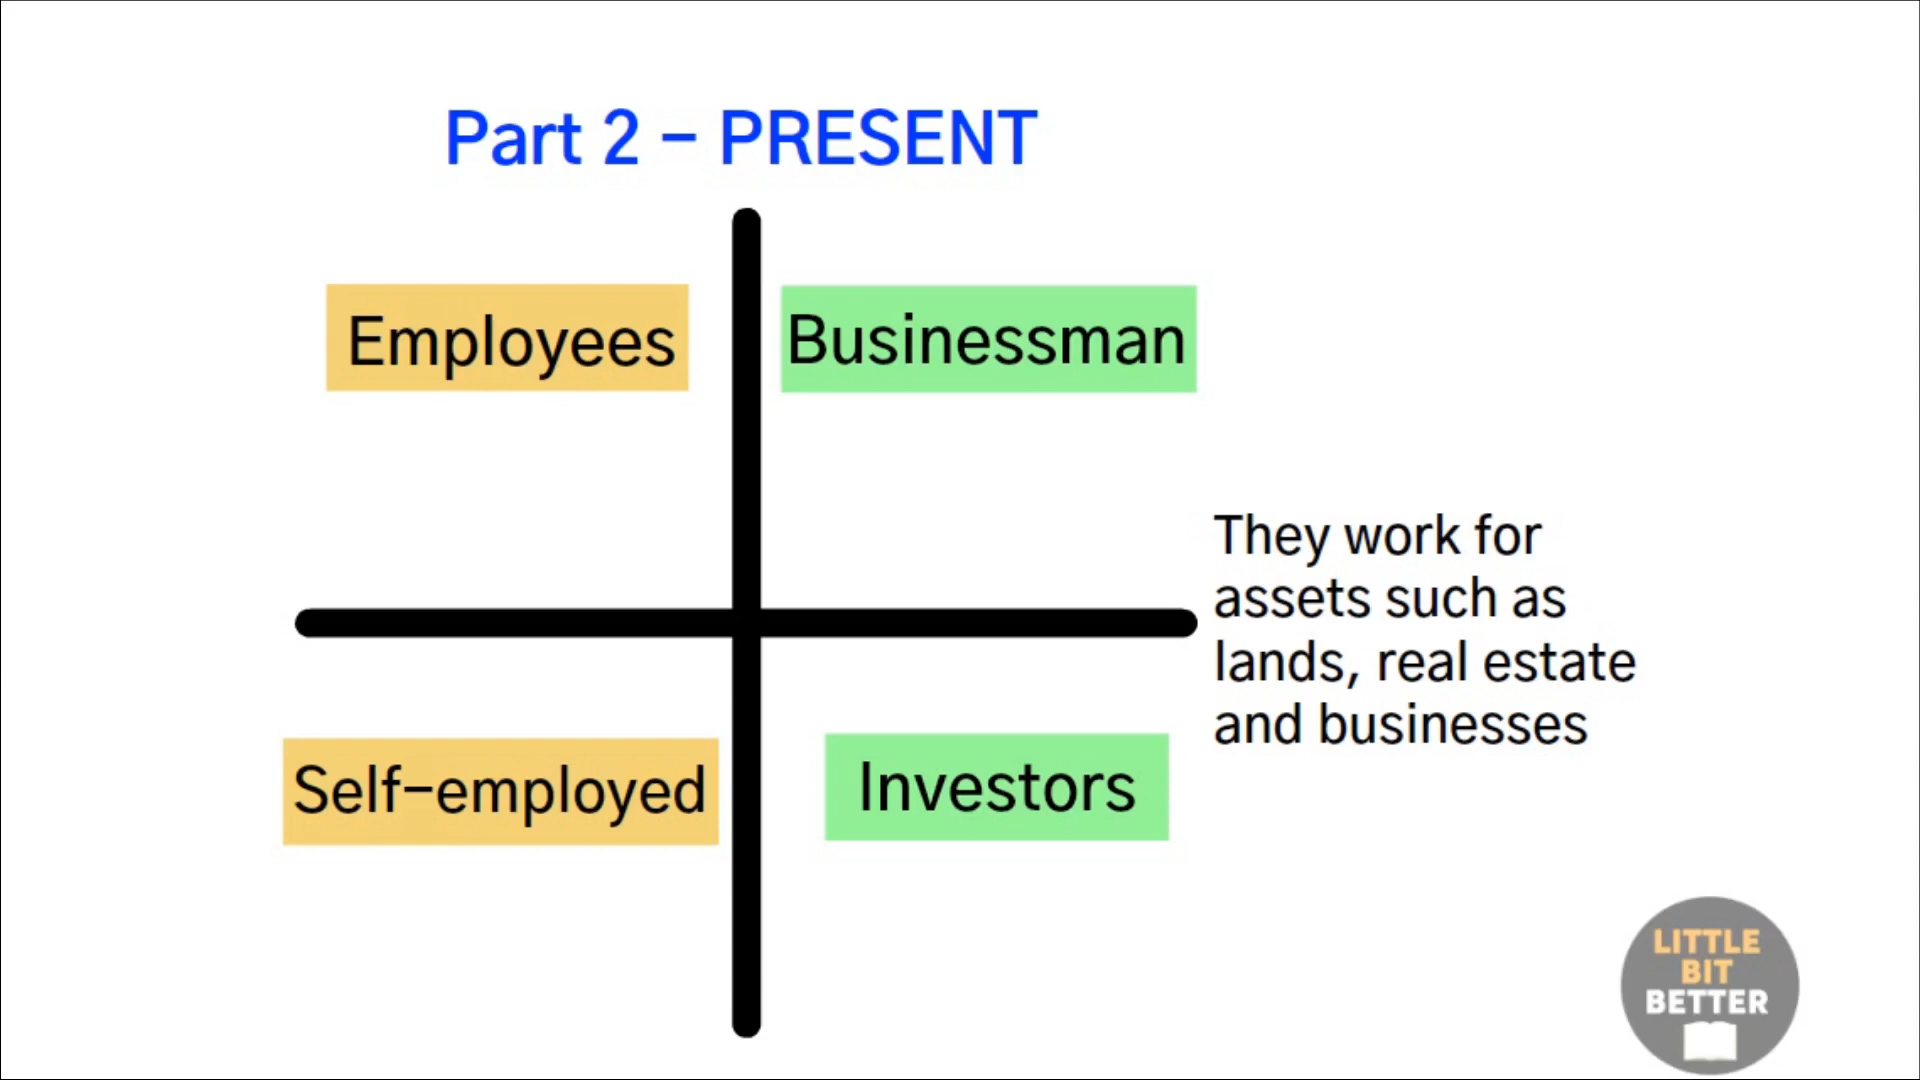 Part 2 - PRESENT
Employees
Businessman
They work for
assets such as
lands, real estate
and businesses
Self-employed
Investors
LITTLE
BIT
BETTER